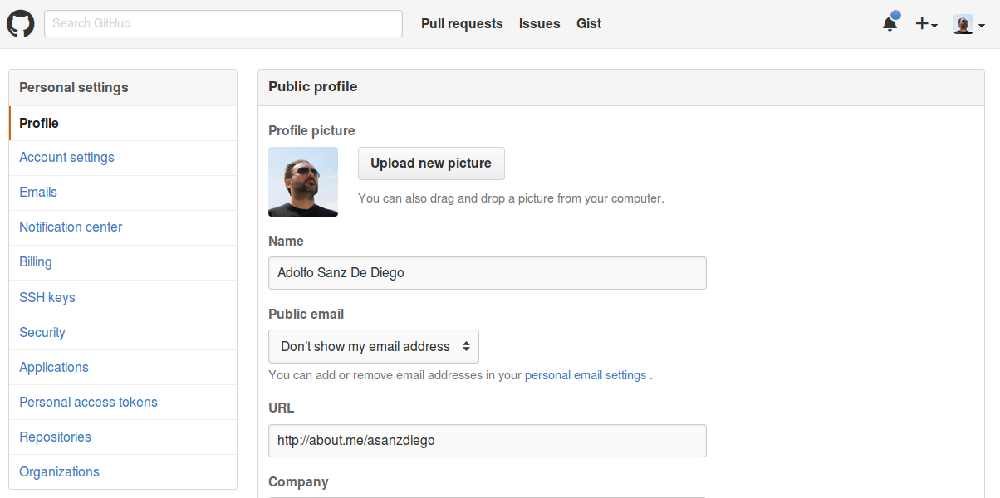 Search GitHub
Pull requests Issues Gist
Personal settings
Profile
Account settings
Emails
Notification center
Billing
SSH keys
Security
Applications
Personal access tokens
Repositories
Organizations
Public profile
Profile picture
Upload new picture
You can also drag and drop a picture from your computer.
Name
Adolfo Sanz De Diego
Public email
Don’t show my email address
You can add or remove email addresses in your personal email settings .
URL
http://about.me/asanzdiego
Company